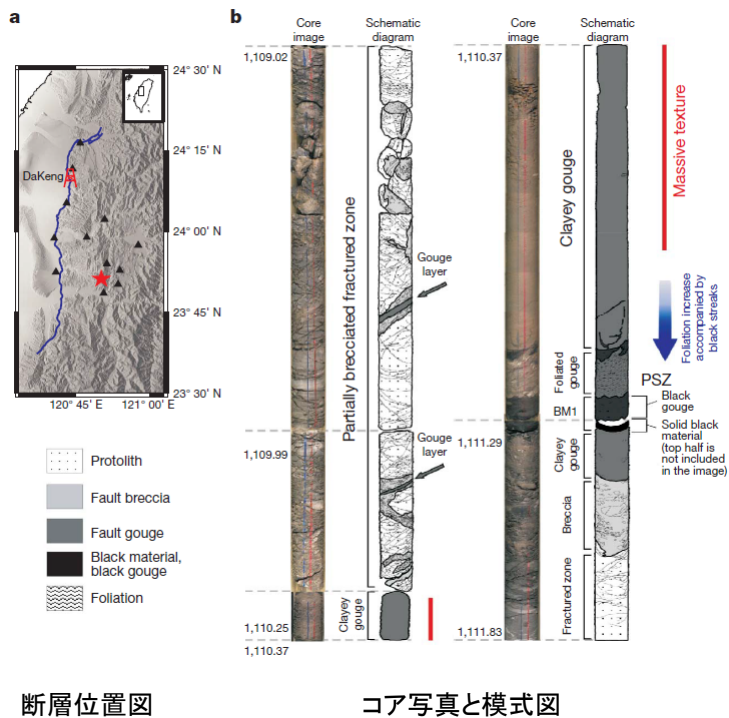 a
24° 30′ N
24° 15′ N
24° 00′ N
23° 45′ N
23° 30′ N
120° 45′ E
121° 00′ E
DaKeng
Protolith
Fault breccia
Fault gouge
Black material,
black gouge
Foliation
b
Core
image
Schematic
diagram
1,109.02
1,109.99
1,110.25
1,110.37
Partially brecciated fractured zone
Clayey
gouge
Gouge
layer
Gouge
layer
Core
image
Schematic
diagram
1,110.37
1,111.29
1,111.83
Clayey gouge
Foliated
gouge
BM1
Clayey
gouge
Breccia
Fractured zone
Massive texture
Foliation increase
accompanied by
black streaks
PSZ
Black
gouge
Solid black
material
(top half is
not included
in the image)
断層位置図
コア写真と模式図